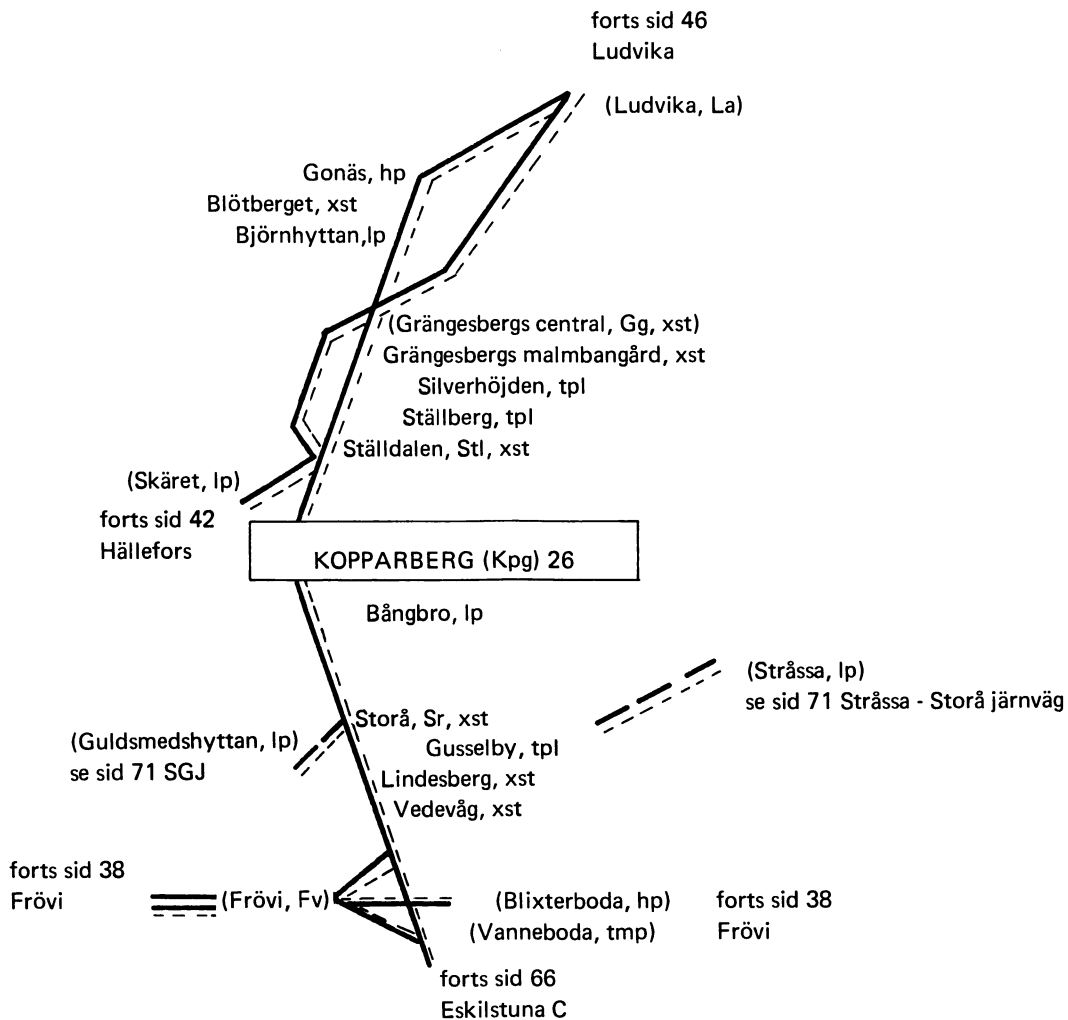 forts sid 46
Ludvika
(Ludvika, La)
Gonäs, hp
Blötberget, xst
Björnhyttan,lp
(Grängesbergs central, Gg, xst)
Grängesbergs malmbangård, xst
Silverhöjden, tpl
Ställberg, tpl
Ställdalen, Stl, xst
(Skäret, lp)
forts sid 42
Hällefors
KOPPARBERG (Kpg) 26
Bångbro, lp
(Stråssa, lp)
se sid 71 Stråssa - Storå järnväg
Storå, Sr, xst
(Guldsmedshyttan, lp)
se sid 71 SGJ
Gusselby, tpl
Lindesberg, xst
Vedevåg, xst
forts sid 38
Frövi
(Frövi, Fv)
(Blixterboda, hp)
(Vanneboda, tmp)
forts sid 38
Frövi
forts sid 66
Eskilstuna C